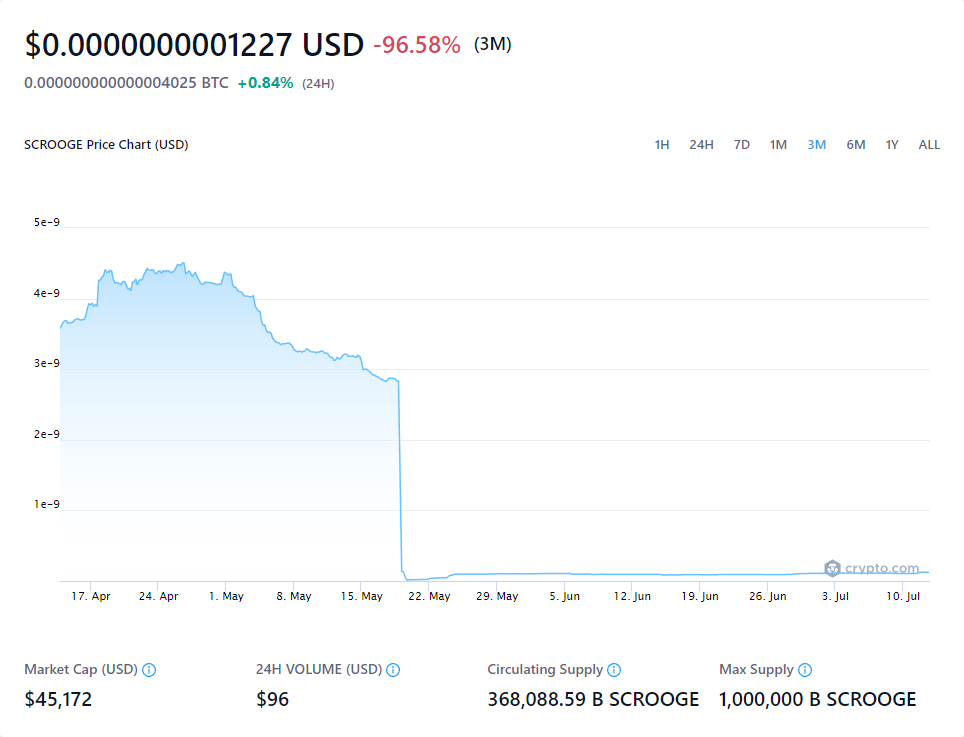 $0.0000000001227 USD -96.58% (3M)
0.000000000000004025 BTC +0.84% (24H)
SCROOGE Price Chart (USD) 1H 24H 7D 1M 3M 6M 1Y ALL
5e-9
4e-9
3e-9
2e-9
1e-9
crypto.com
17. Apr 24. Apr 1. May 8. May 15. May 22. May 29. May 5. Jun 12. Jun 19. Jun 26. Jun 3. Jul 10. Jul
Market Cap (USD) 24H VOLUME (USD) Circulating Supply Max Supply
$45,172 $96 368,088.59 B SCROOGE 1,000,000 B SCROOGE